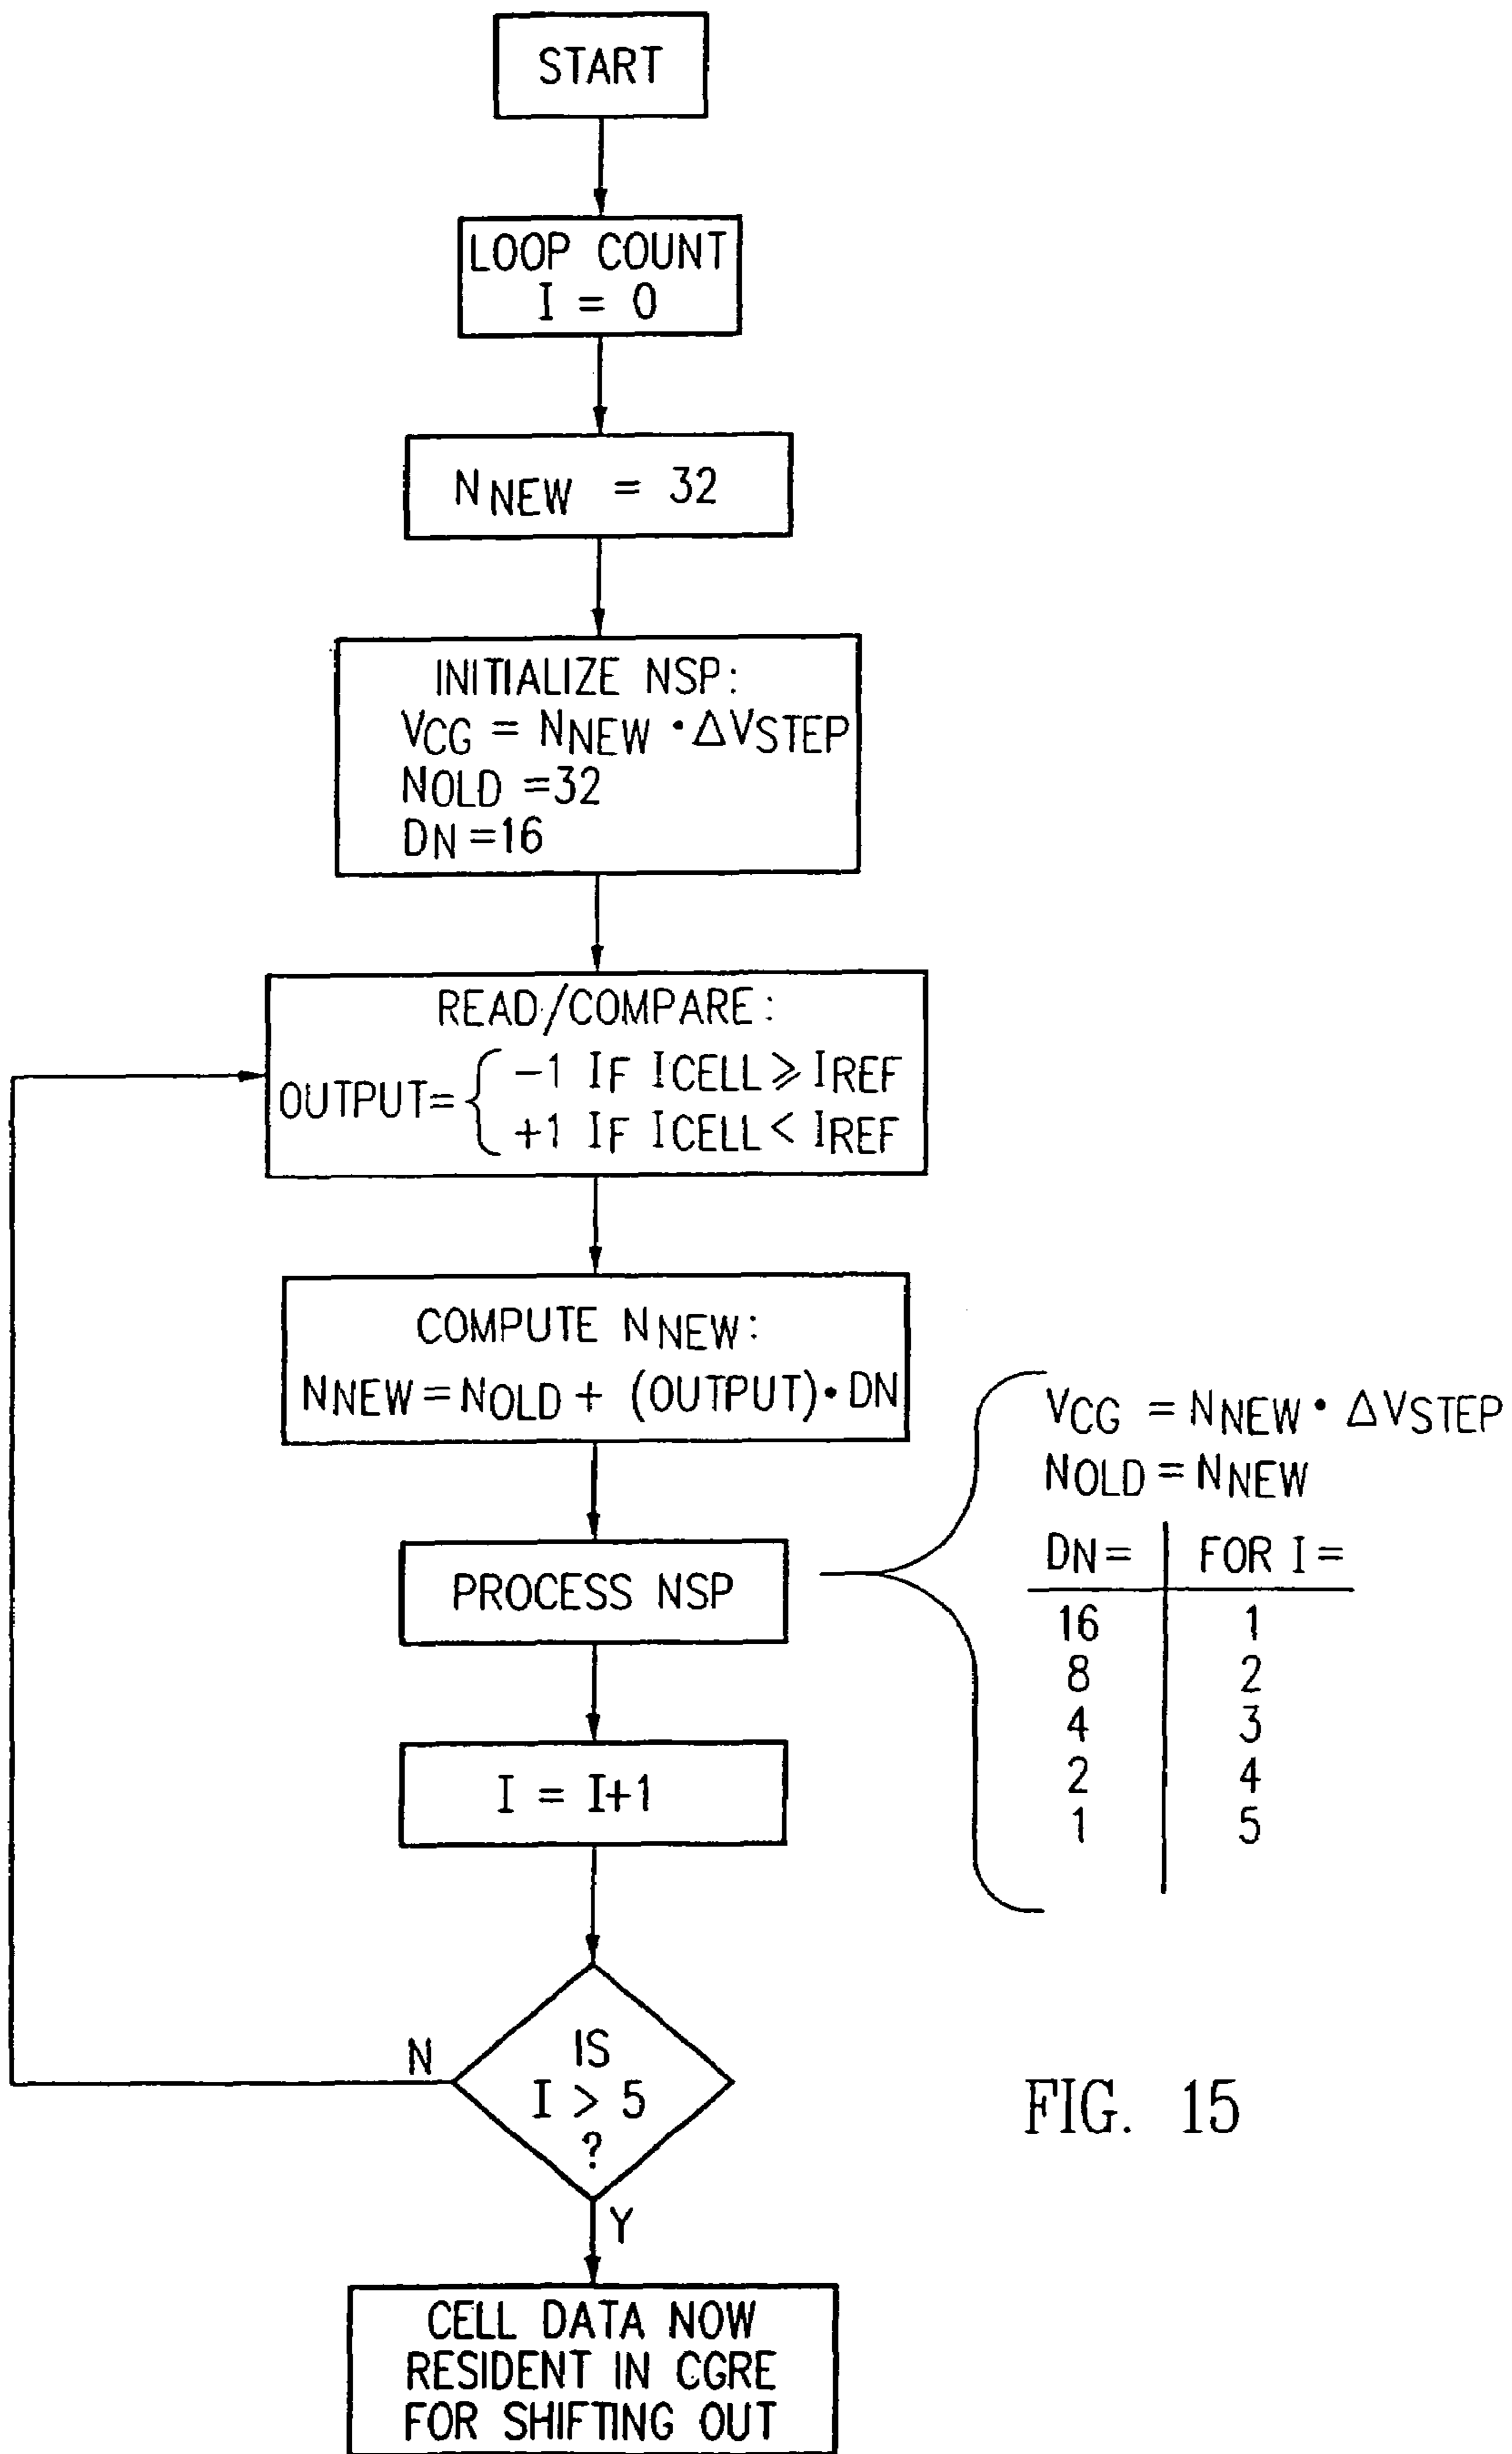 START
LOOP COUNT
I = 0
NNEW = 32
INITIALIZE NSP:
VCG = NNEW • ΔVSTEP
NOLD =32
DN =16
READ/COMPARE:
OUTPUT= { -1 IF ICELL ⩾ IREF
+1 IF ICELL < IREF
COMPUTE NNEW:
NNEW = NOLD + (OUTPUT) • DN
PROCESS NSP
VCG = NNEW • ΔVSTEP
NOLD = NNEW
DN= FOR I =
16 1
8 2
4 3
2 4
1 5
I = I+1
IS
I > 5
?
N
Y
CELL DATA NOW
RESIDENT IN CGRE
FOR SHIFTING OUT
FIG. 15